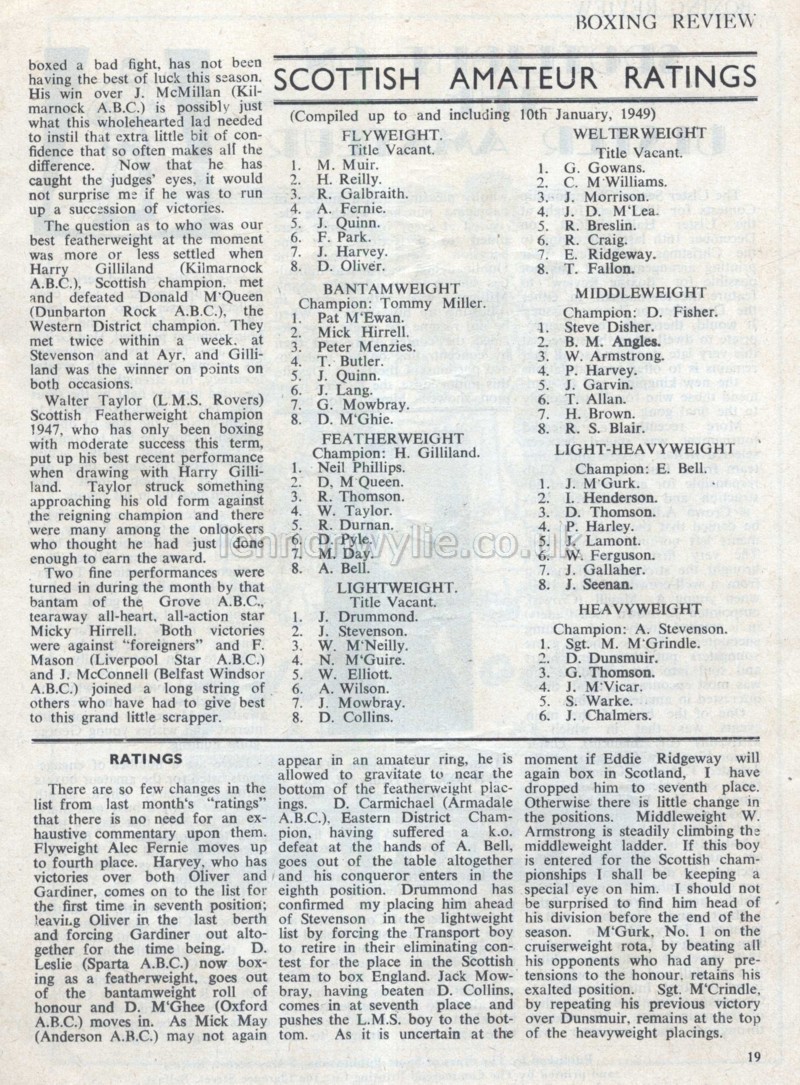 BOXING REVIEW
boxed a bad fight, has not been
having the best of luck this season.
His win over J. McMillan (Kil-
marnock A.B.C.) is possibly just
what this wholehearted lad needed
to instil that extra little bit of con-
fidence that so often makes all the
difference. Now that he has
caught the judges' eyes, it would
not surprise me if he was to run
up a succession of victories.
The question as to who was our
best featherweight at the moment
was more or less settled when
Harry Gilliland (Kilmarnock
A.B.C.), Scottish champion, met
and defeated Donald M'Queen
(Dunbarton Rock A.B.C.), the
Western District champion. They
met twice within a week, at
Stevenson and at Ayr, and Gilli-
land was the winner on points on
both occasions.
Walter Taylor (L M.S. Rovers)
Scottish Featherweight champion
1947, who has only been boxing
with moderate success this term,
put up his best recent performance
when drawing with Harry Gilli-
land. Taylor struck something
approaching his old form against
the reigning champion and there
were many among the onlookers
who thought he had just done
enough to earn the award.
Two fine performances were
turned in during the month by that
bantam of the Grove A.B.C.,
tearaway all-heart, all-action star
Micky Hirrell. Both victories
were against "foreigners" and F.
Mason (Liverpool Star A.B.C.)
and J. McConnell (Belfast Windsor
A.B.C.) joined a long string of
others who have had to give best
to this grand little scrapper.
SCOTTISH AMATEUR RATINGS
(Compiled up to and including 10th January, 1949)
FLYWEIGHT.
Title Vacant.
1. M. Muir.
2. H. Reilly.
3. R. Galbraith.
4. A. Fernie.
5. J. Quinn.
6. F. Park.
7. J. Harvey.
8. D. Oliver.
BANTAMWEIGHT
Champion: Tommy Miller.
1. Pat M'Ewan.
2. Mick Hirrell.
3. Peter Menzies.
4. T. Butler.
5. J. Quinn.
6. J. Lang.
7. G. Mowbray.
8. D. M'Ghie.
FEATHERWEIGHT
Champion: H. Gilliland.
1. Neil Phillips.
2. D. M'Queen.
3. R. Thomson.
4. W. Taylor.
5. R. Durnan.
6. D. Pyle.
7. M. Day.
8. A. Bell.
LIGHTWEIGHT.
Title Vacant.
1. J. Drummond.
2. J. Stevenson.
3. W. M'Neilly.
4. N. M'Guire.
5. W. Elliott.
6. A. Wilson.
7. J. Mowbray.
8. D. Collins.
WELTERWEIGHT
Title Vacant.
1. G. Gowans.
2. C. M'Williams.
3. J. Morrison.
4. J. D. M'Lea.
5. R. Breslin.
6. R. Craig.
7. E. Ridgeway.
8. T. Fallon.
MIDDLEWEIGHT
Champion: D. Fisher.
1. Steve Disher.
2. B. M. Angles.
3. W. Armstrong.
4. P. Harvey.
5. J. Garvin.
6. T. Allan.
7. H. Brown.
8. R. S. Blair.
LIGHT-HEAVYWEIGHT
Champion: E. Bell.
1. J. M'Gurk.
2. I. Henderson.
3. D. Thomson.
4. P. Harley.
5. J. Lamont.
6. W. Ferguson.
7. J. Gallaher.
8. J. Seenan.
HEAVYWEIGHT
Champion: A. Stevenson.
1. Sgt. M. M'Grindle.
2. D. Dunsmuir.
3. G. Thomson.
4. J. M'Vicar.
5. S. Warke.
6. J. Chalmers.
lennonwylie.co.uk
RATINGS
There are so few changes in the
list from last month's "ratings"
that there is no need for an ex-
haustive commentary upon them.
Flyweight Alec Fernie moves up
to fourth place. Harvey, who has
victories over both Oliver and
Gardiner, comes on to the list for
the first time in seventh position;
leaving Oliver in the last berth
and forcing Gardiner out alto-
gether for the time being. D.
Leslie (Sparta A.B.C.) now box-
ing as a featherweight, goes out
of the bantamweight roll of
honour and D. M'Ghee (Oxford
A.B.C.) moves in. As Mick May
(Anderson A.B.C.) may not again
appear in an amateur ring, he is
allowed to gravitate to near the
bottom of the featherweight plac-
ings. D. Carmichael (Armadale
A.B.C.), Eastern District Cham-
pion, having suffered a k.o.
defeat at the hands of A. Bell,
goes out of the table altogether
and his conqueror enters in the
eighth position. Drummond has
confirmed my placing him ahead
of Stevenson in the lightweight
list by forcing the Transport boy
to retire in their eliminating con-
test for the place in the Scottish
team to box England. Jack Mow-
bray, having beaten D. Collins,
comes in at seventh place and
pushes the L.M.S. boy to the bot-
tom. As it is uncertain at the
moment if Eddie Ridgeway will
again box in Scotland, I have
dropped him to seventh place.
Otherwise there is little change in
the positions. Middleweight W.
Armstrong is steadily climbing the
middleweight ladder. If this boy
is entered for the Scottish cham-
pionships I shall be keeping a
special eye on him. I should not
be surprised to find him head of
his division before the end of the
season. M'Gurk, No. 1 on the
cruiserweight rota, by beating all
his opponents who had any pre-
tensions to the honour, retains his
exalted position. Sgt. M'Crindle,
by repeating his previous victory
over Dunsmuir, remains at the top
of the heavyweight placings.
19